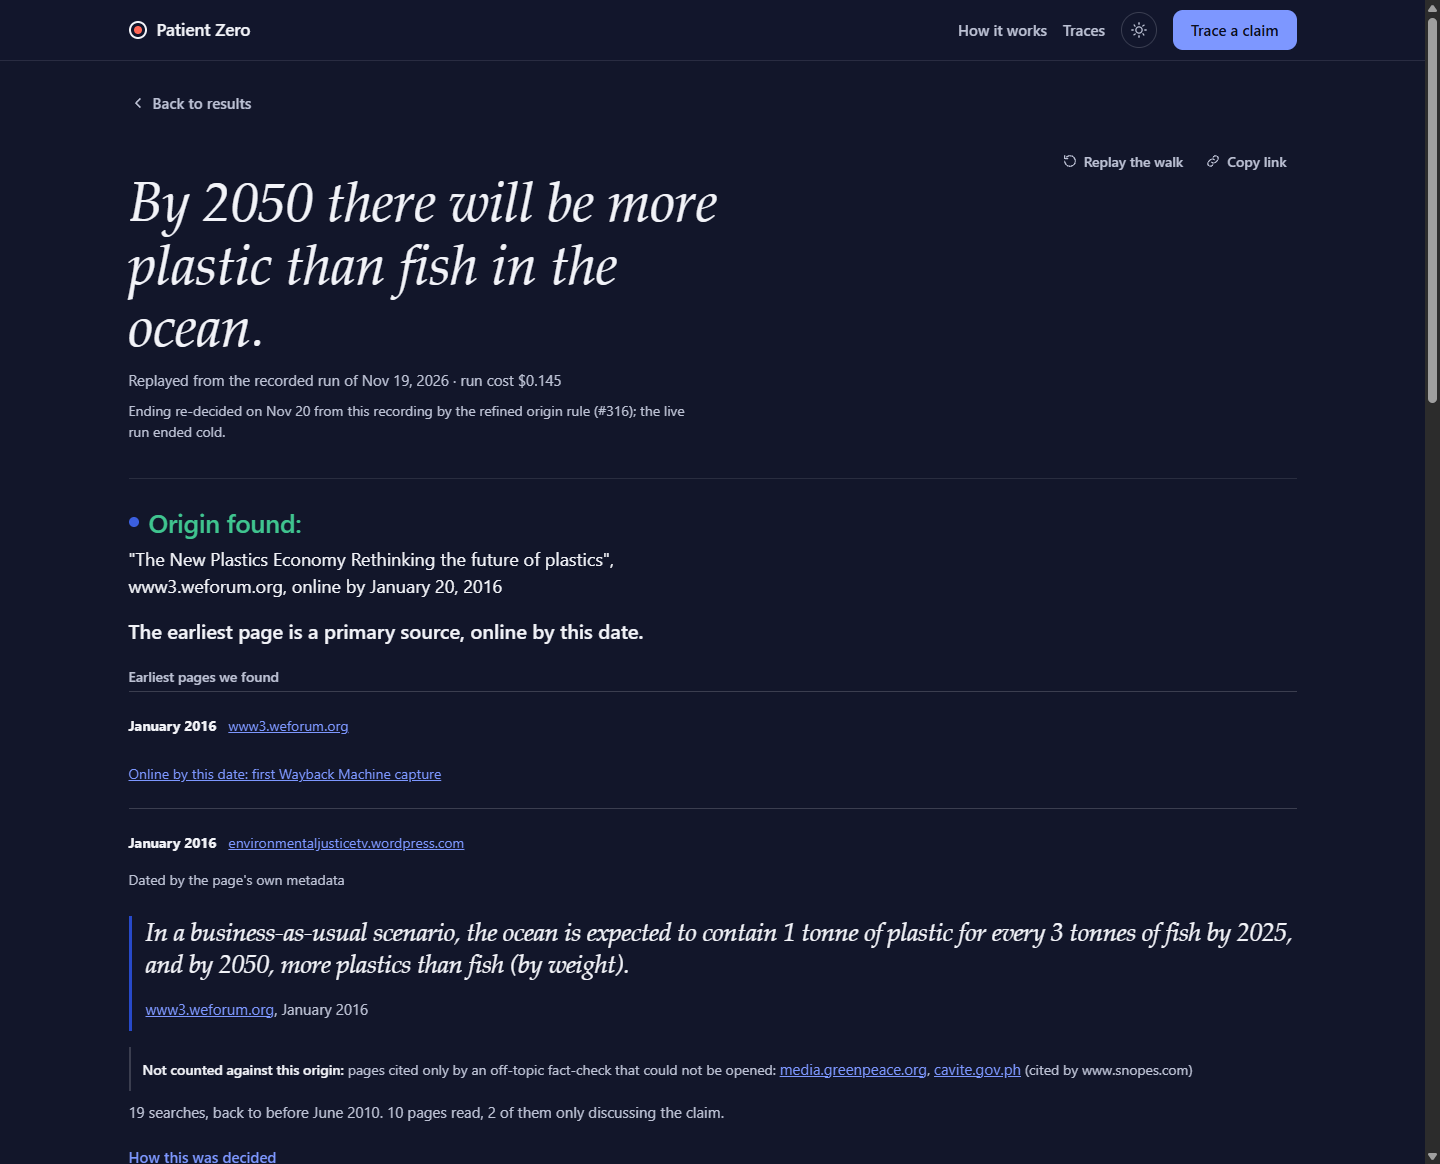 Patient Zero
How it works
Traces
Trace a claim
Back to results
Replay the walk
Copy link
By 2050 there will be more
plastic than fish in the
ocean.
Replayed from the recorded run of Nov 19, 2026 · run cost $0.145
Ending re-decided on Nov 20 from this recording by the refined origin rule (#316); the live
run ended cold.
Origin found:
"The New Plastics Economy Rethinking the future of plastics",
www3.weforum.org, online by January 20, 2016
The earliest page is a primary source, online by this date.
Earliest pages we found
January 2016 www3.weforum.org
Online by this date: first Wayback Machine capture
January 2016 environmentaljusticetv.wordpress.com
Dated by the page's own metadata
In a business-as-usual scenario, the ocean is expected to contain 1 tonne of plastic for every 3 tonnes of fish by 2025,
and by 2050, more plastics than fish (by weight).
www3.weforum.org, January 2016
Not counted against this origin: pages cited only by an off-topic fact-check that could not be opened: media.greenpeace.org, cavite.gov.ph (cited by www.snopes.com)
19 searches, back to before June 2010. 10 pages read, 2 of them only discussing the claim.
How this was decided